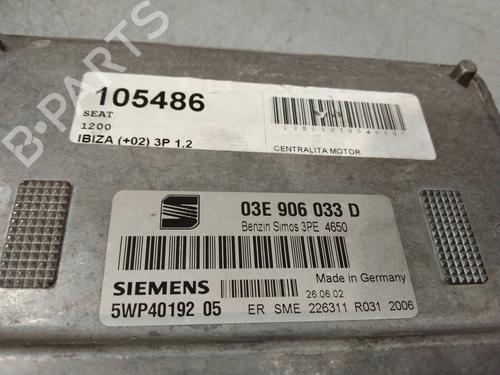 B-PARTS
105486
SEAT
1200
IBIZA (+02) 3P 1.2
CENTRALITA MOTOR
03E 906 033 D
Benzin Simos 3PE 4650
Made in Germany
SIEMENS
26.06.02
5WP40192 05
ER SME 226311 R031 2006